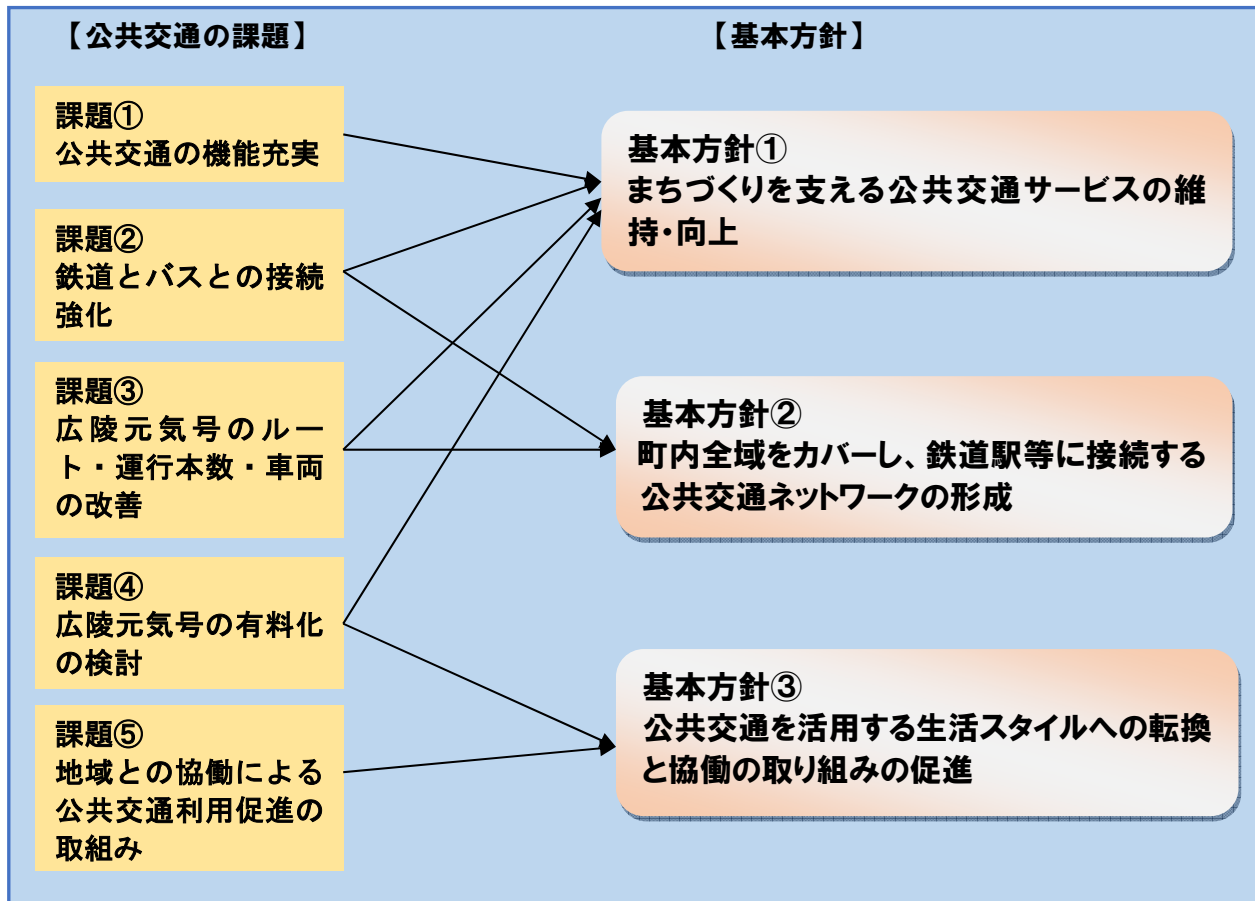 【公共交通の課題】
【基本方針】
課題①
公共交通の機能充実
課題②
鉄道とバスとの接続
強化
課題③
広陵元気号のルー
ト・運行本数・車両
の改善
課題④
広陵元気号の有料化
の検討
課題⑤
地域との協働による
公共交通利用促進の
取組み
基本方針①
まちづくりを支える公共交通サービスの維
持・向上
基本方針②
町内全域をカバーし、鉄道駅等に接続する
公共交通ネットワークの形成
基本方針③
公共交通を活用する生活スタイルへの転換
と協働の取り組みの促進